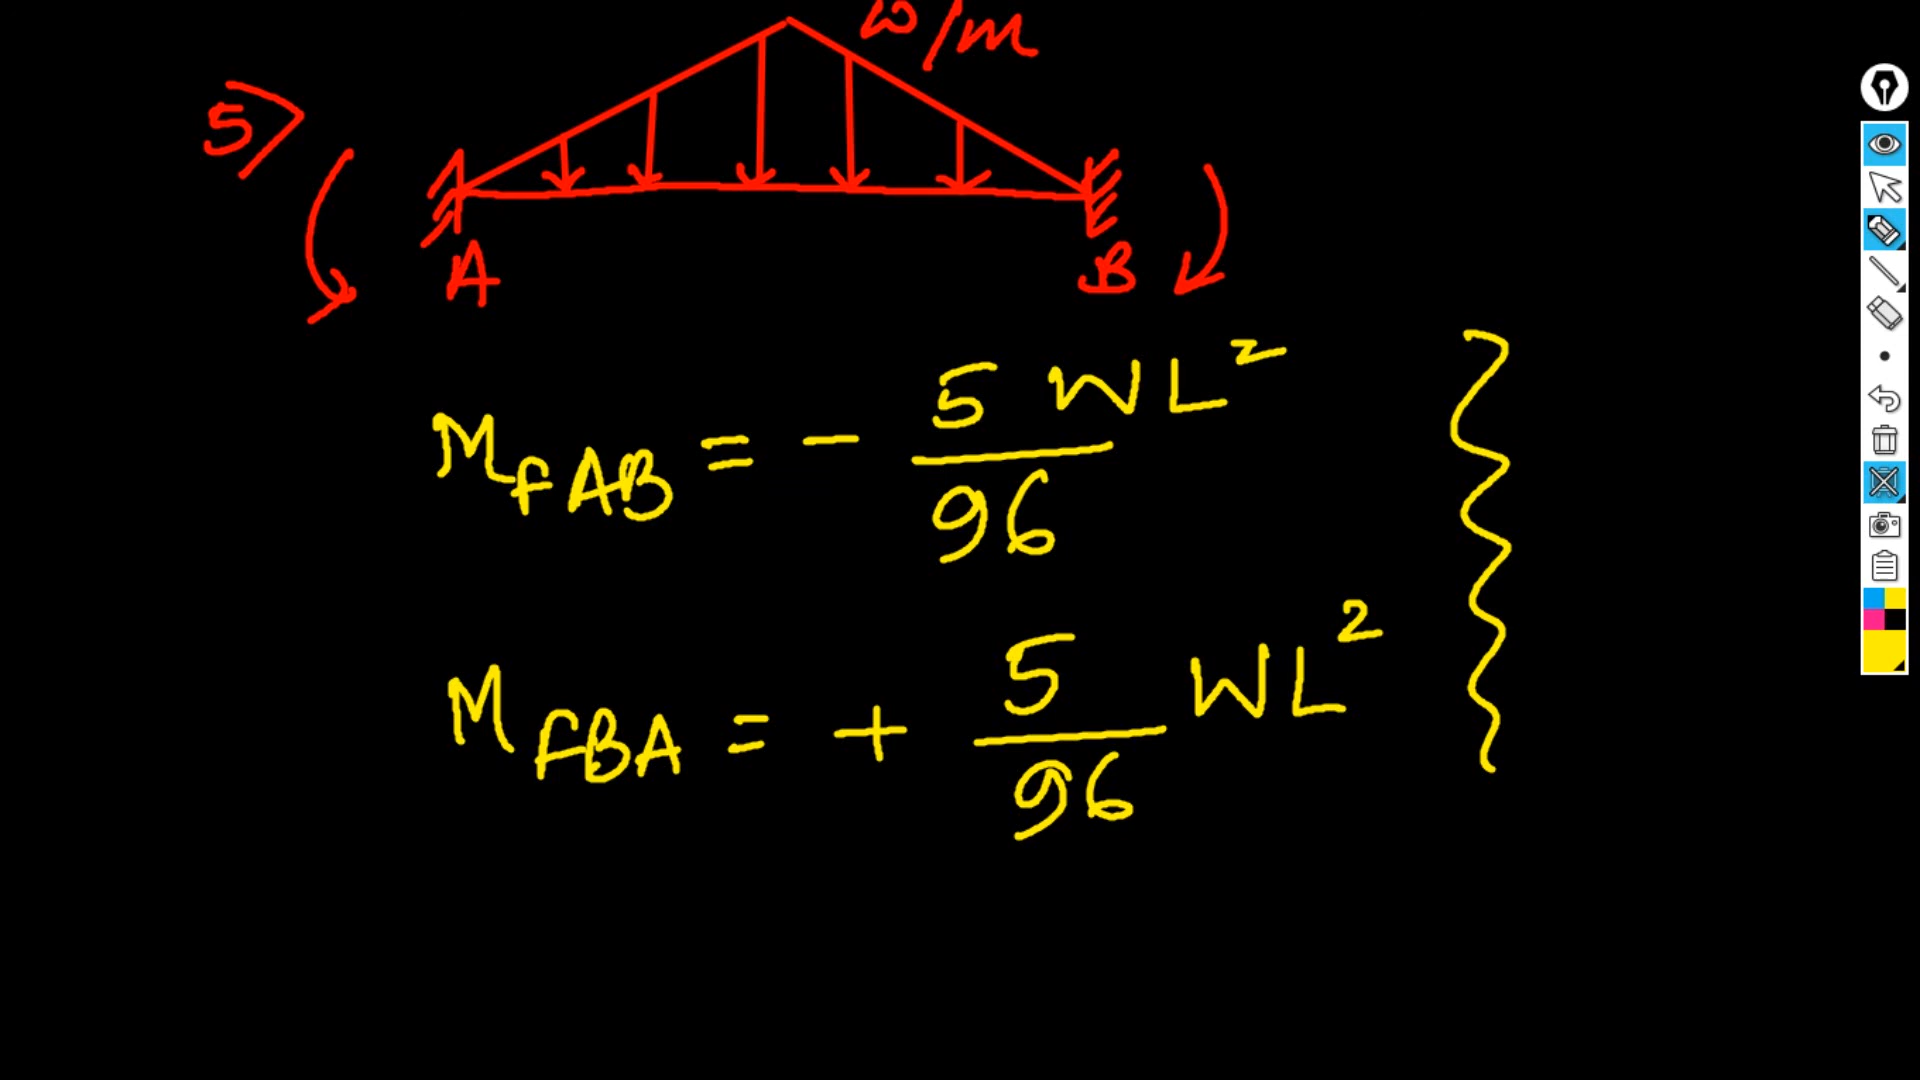 w/m
5)
A B
MfAB = - 5 WL² / 96
MfBA = + 5 / 96 WL²